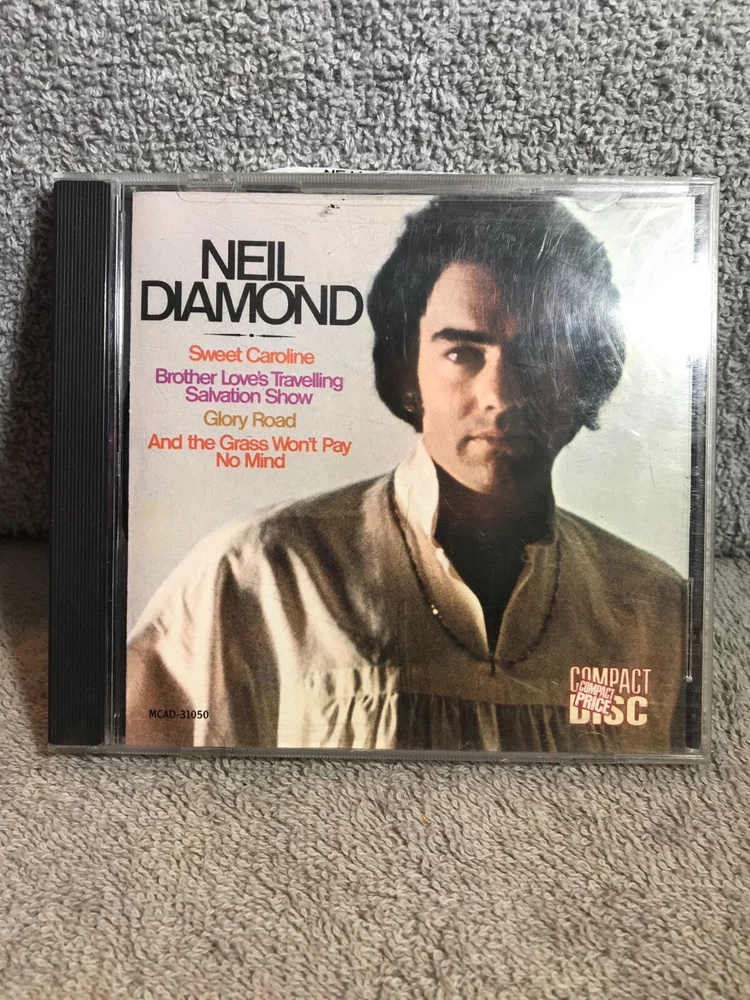 NEIL
DIAMOND
Sweet Caroline
Brother Love's Travelling
Salvation Show
Glory Road
And the Grass Won't Pay
No Mind
MCAD-31050
COMPACT
COMPACT
PRICE
DISC